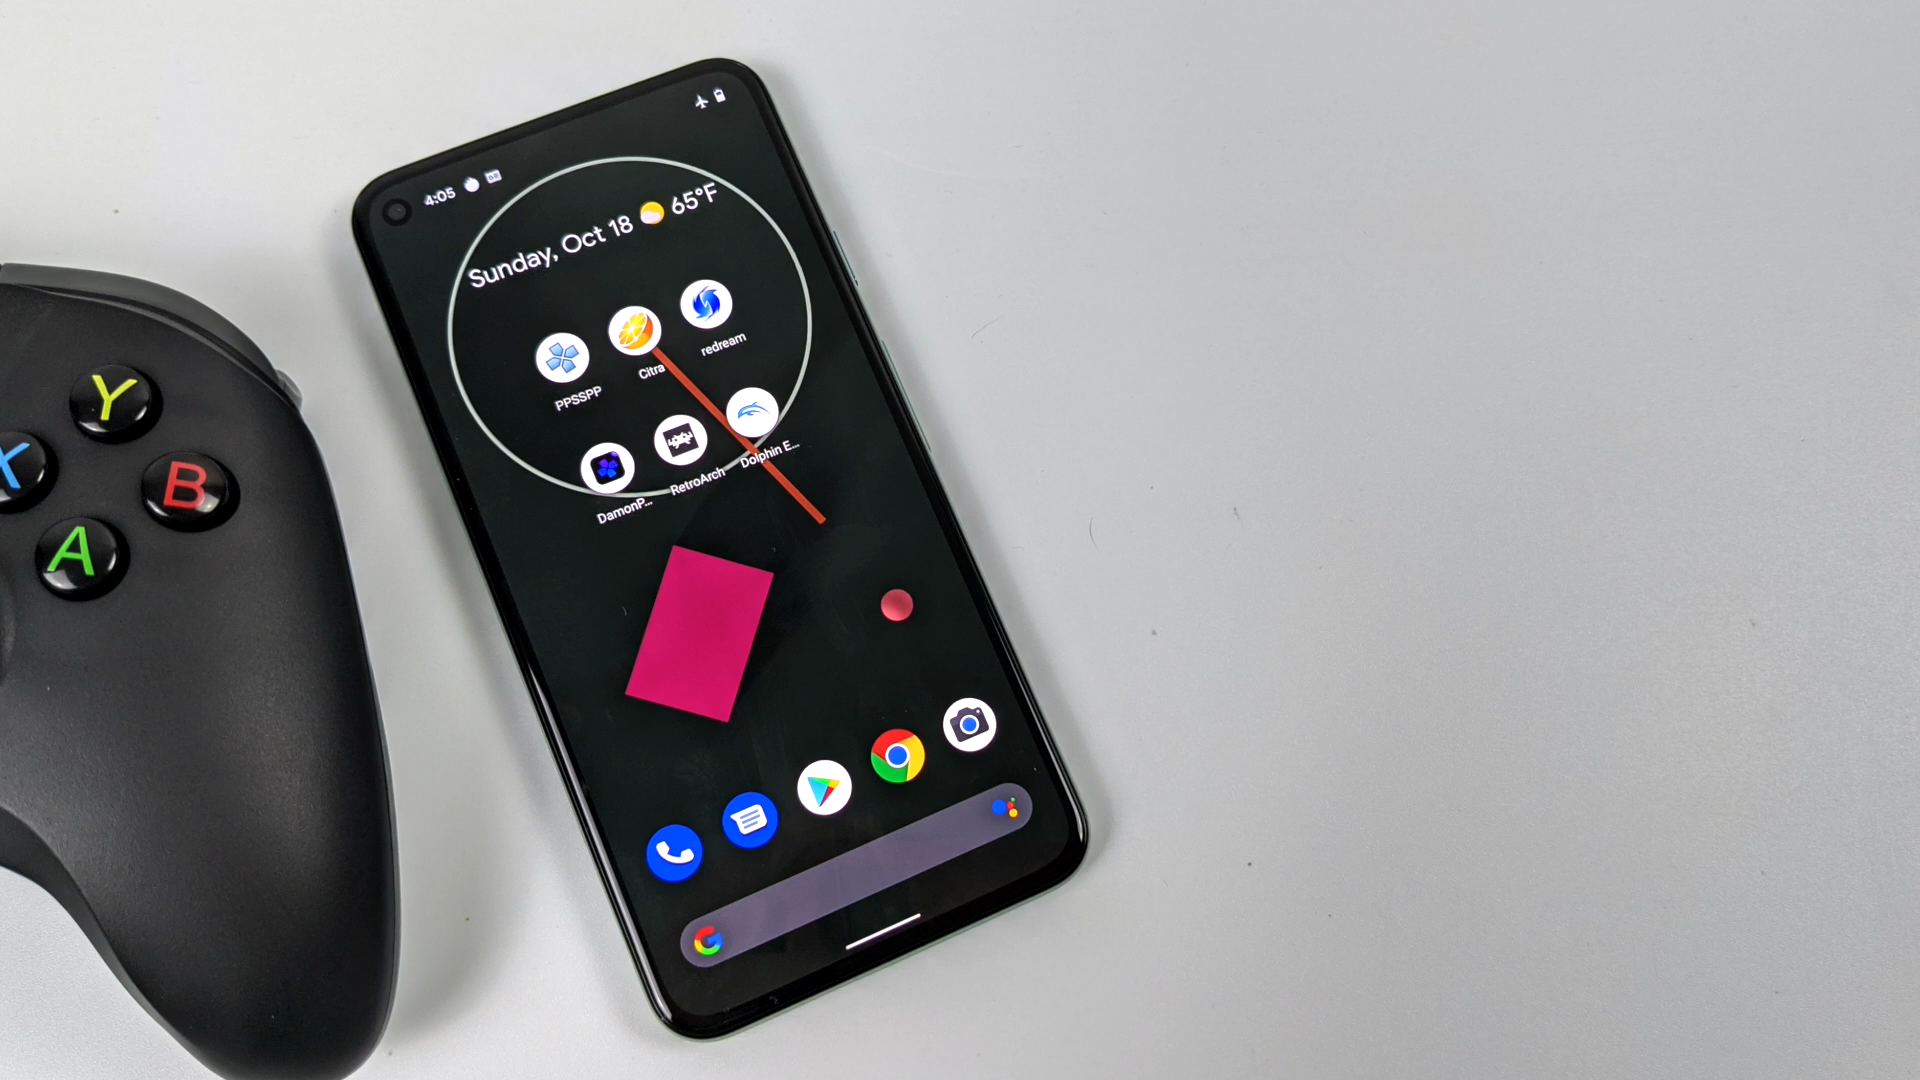 4:05
Sunday, Oct 18 65°F
PPSSPP
Citra
redream
DamonP...
RetroArch
Dolphin E...
Y
X
B
A
G